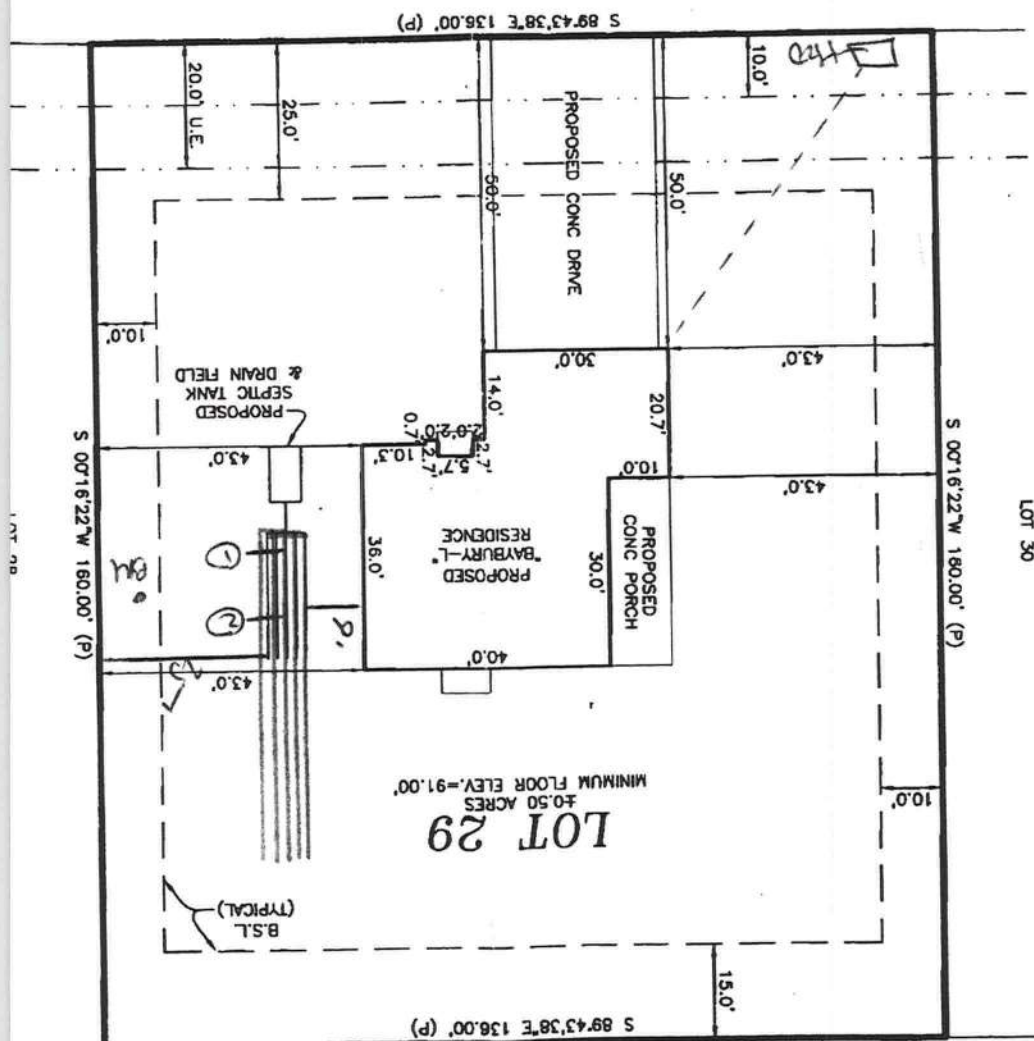 S 89°43'38"E 136.00' (P)
15.0'
B.S.L.
(TYPICAL)
LOT 29
±0.50 ACRES
MINIMUM FLOOR ELEV.=91.00'
10.0'
43.0'
40.0'
9'
2
1
36.0'
30.0'
PROPOSED
CONC PORCH
PROPOSED
"BAYBURY-L"
RESIDENCE
S 00°16'22"W 160.00' (P)
S 00°16'22"W 160.00' (P)
LOT 30
43.0'
10.0'
43.0'
10.3'
0.7'
2.7'
5.7'
2.0'
2.7'
20.7'
14.0'
PROPOSED
SEPTIC TANK
& DRAIN FIELD
10.0'
30.0'
43.0'
50.0'
50.0'
PROPOSED CONC DRIVE
25.0'
20.0' U.E.
10.0'
S 89°43'38"E 136.00' (P)